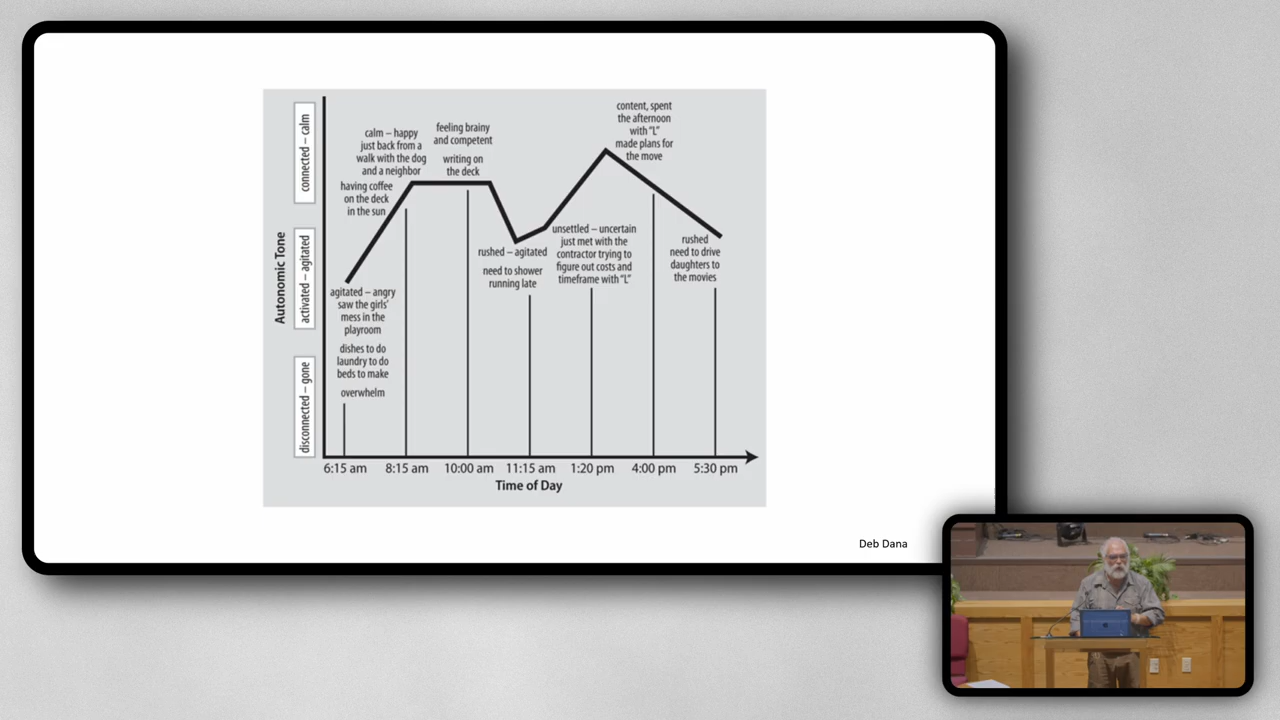 connected – calm
activated – agitated
disconnected – gone
Autonomic Tone
calm – happy
just back from a
walk with the dog
and a neighbor
having coffee
on the deck
in the sun
feeling brainy
and competent
writing on
the deck
content, spent
the afternoon
with "L"
made plans for
the move
agitated – angry
saw the girls'
mess in the
playroom
dishes to do
laundry to do
beds to make
overwhelm
rushed – agitated
need to shower
running late
unsettled – uncertain
just met with the
contractor trying to
figure out costs and
timeframe with "L"
rushed
need to drive
daughters to
the movies
6:15 am 8:15 am 10:00 am 11:15 am 1:20 pm 4:00 pm 5:30 pm
Time of Day
Deb Dana